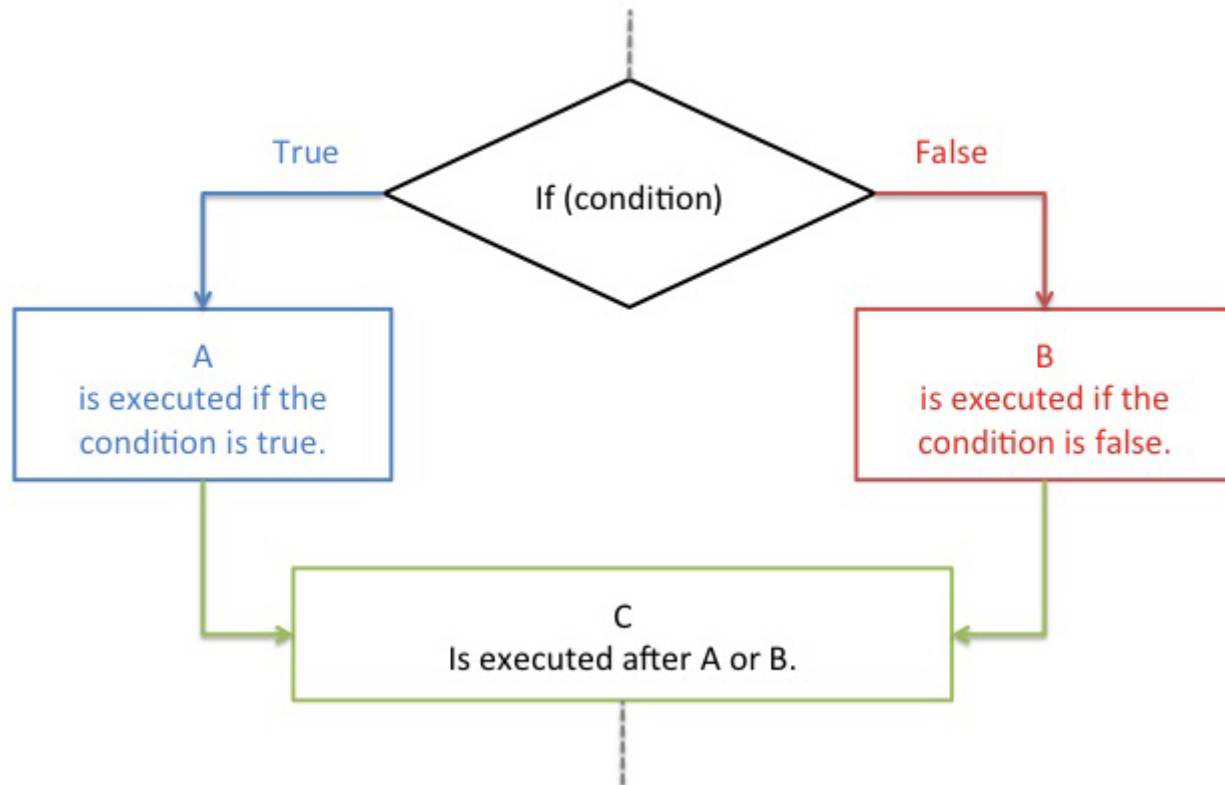 True
False
If (condition)
A
is executed if the
condition is true.
B
is executed if the
condition is false.
C
Is executed after A or B.